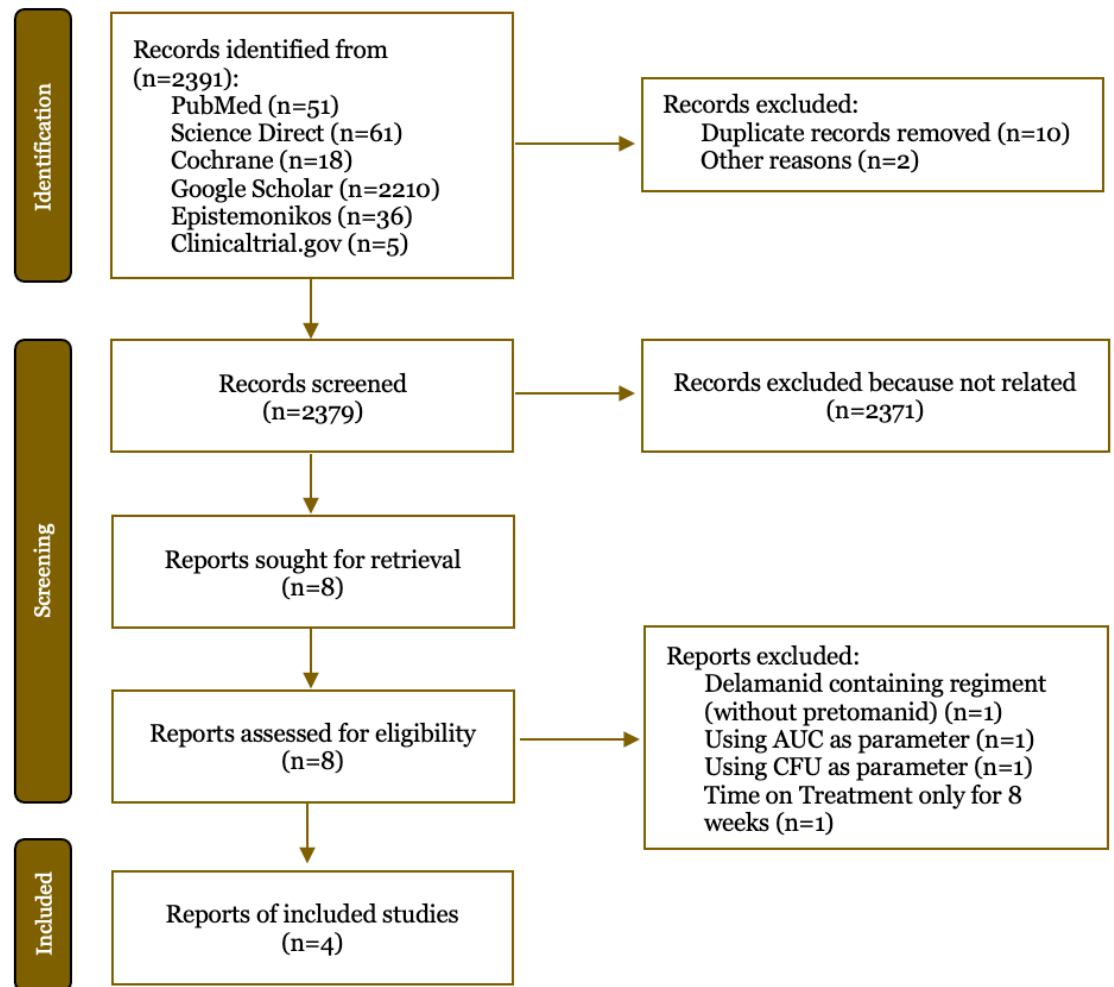 Identification
Records identified from
(n=2391):
PubMed (n=51)
Science Direct (n=61)
Cochrane (n=18)
Google Scholar (n=2210)
Epistemonikos (n=36)
Clinicaltrial.gov (n=5)
Records excluded:
Duplicate records removed (n=10)
Other reasons (n=2)
Screening
Records screened
(n=2379)
Records excluded because not related
(n=2371)
Reports sought for retrieval
(n=8)
Reports assessed for eligibility
(n=8)
Reports excluded:
Delamanid containing regiment
(without pretomanid) (n=1)
Using AUC as parameter (n=1)
Using CFU as parameter (n=1)
Time on Treatment only for 8
weeks (n=1)
Included
Reports of included studies
(n=4)